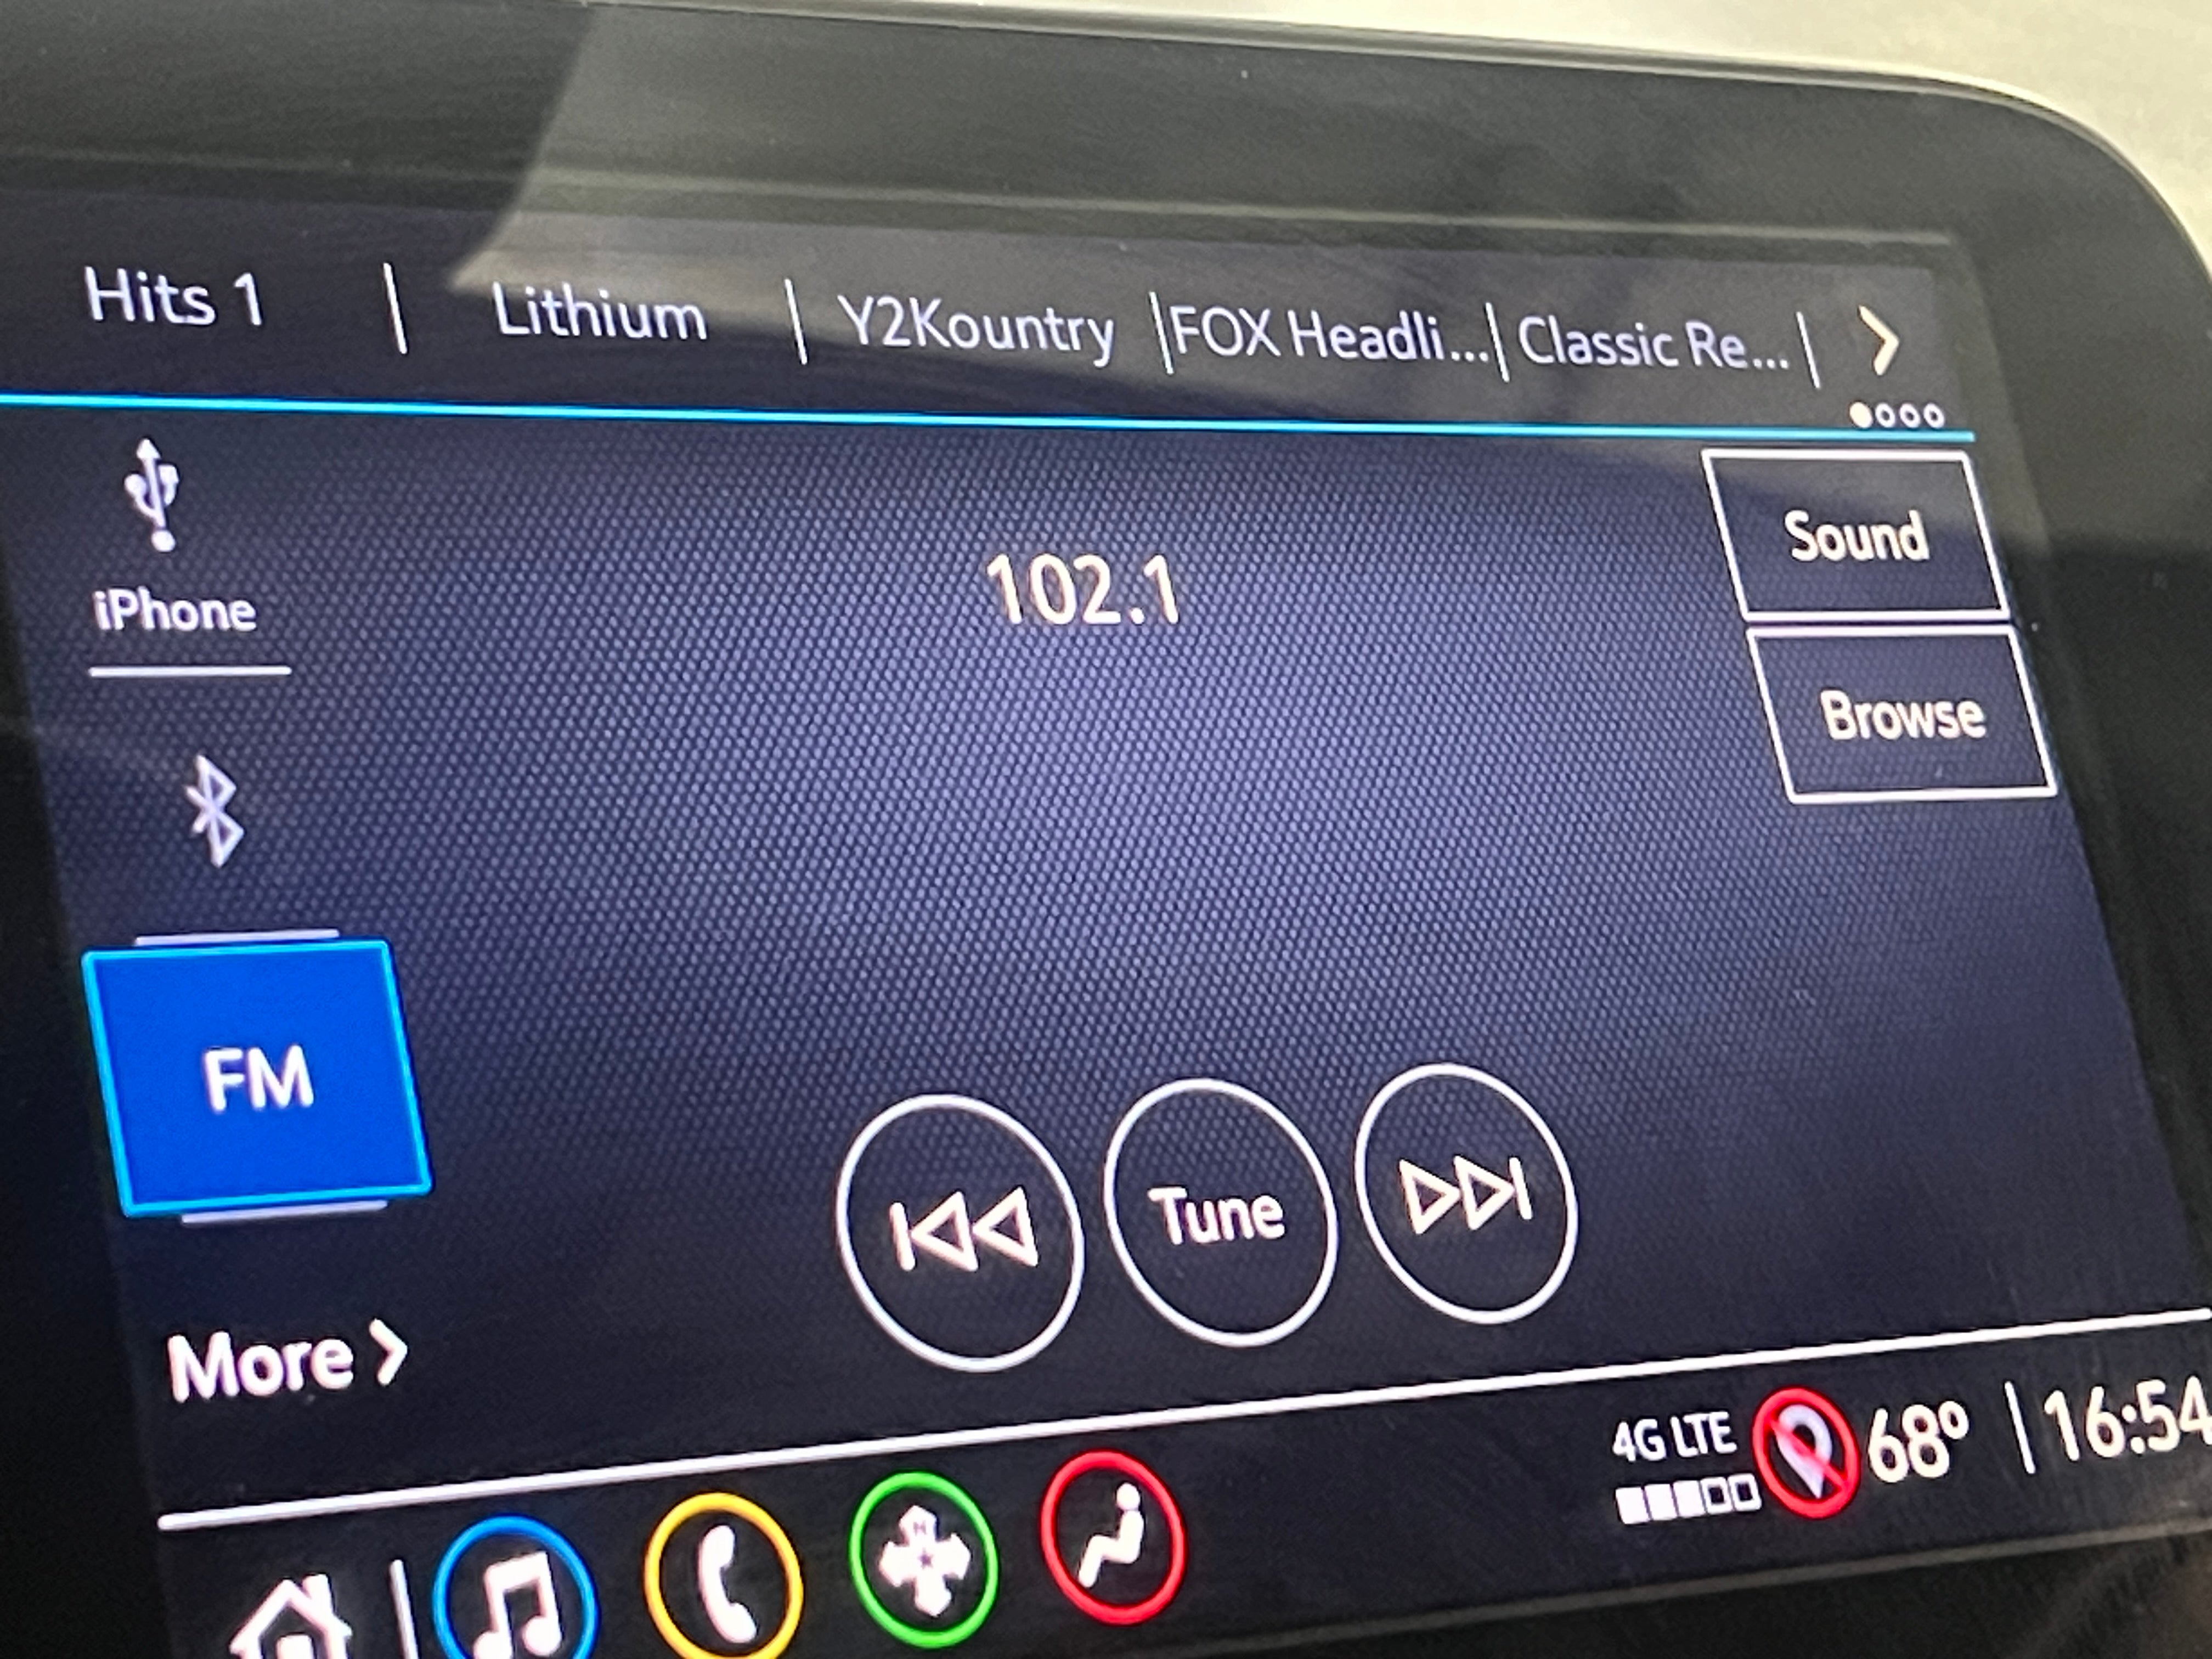 Hits 1 | Lithium | Y2Kountry | FOX Headli... | Classic Re... |
iPhone
102.1
Sound
Browse
FM
Tune
More
4G LTE
68° | 16:54